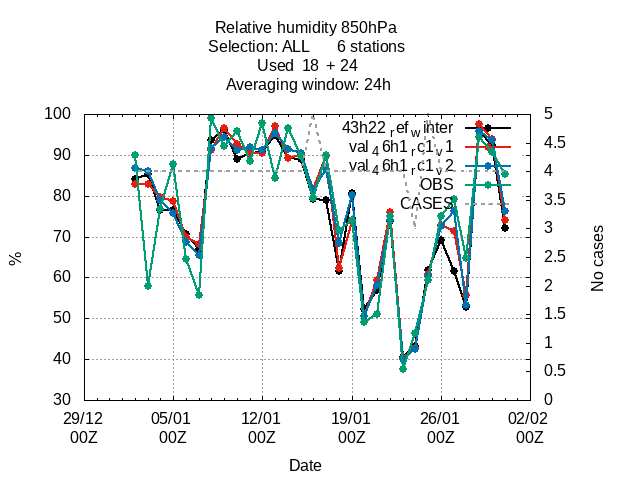 Relative humidity 850hPa
Selection: ALL 6 stations
Used 18 + 24
Averaging window: 24h
100
90
80
70
60
50
40
30
%
5
4.5
4
3.5
3
2.5
2
1.5
1
0.5
0
No cases
43h22_ref_winter
val_46h1_rc1_v1
val_46h1_rc1_v2
OBS
CASES
29/12 05/01 12/01 19/01 26/01 02/02
00Z 00Z 00Z 00Z 00Z 00Z
Date